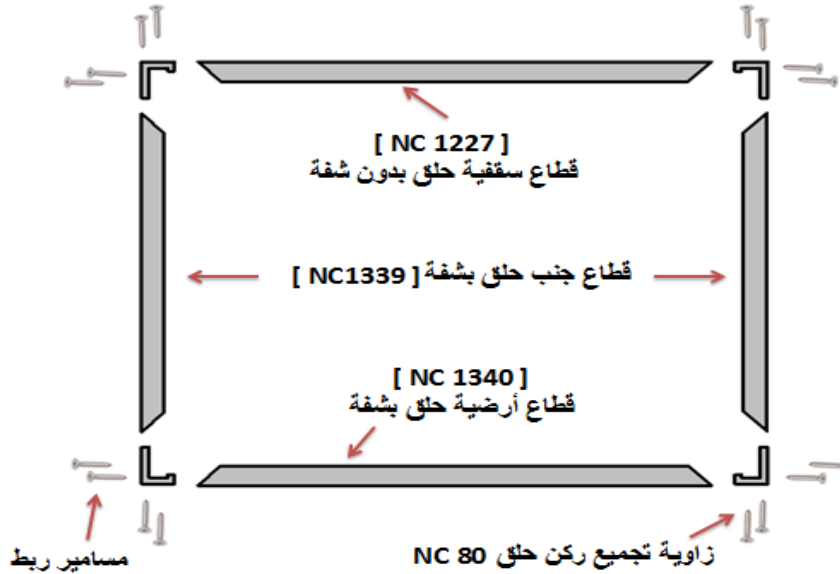 [ NC 1227 ]
قطاع سقفية حلق بدون شفة
قطاع جنب حلق بشفة [ NC1339 ]
[ NC 1340 ]
قطاع أرضية حلق بشفة
زاوية تجميع ركن حلق NC 80
مسامير ربط